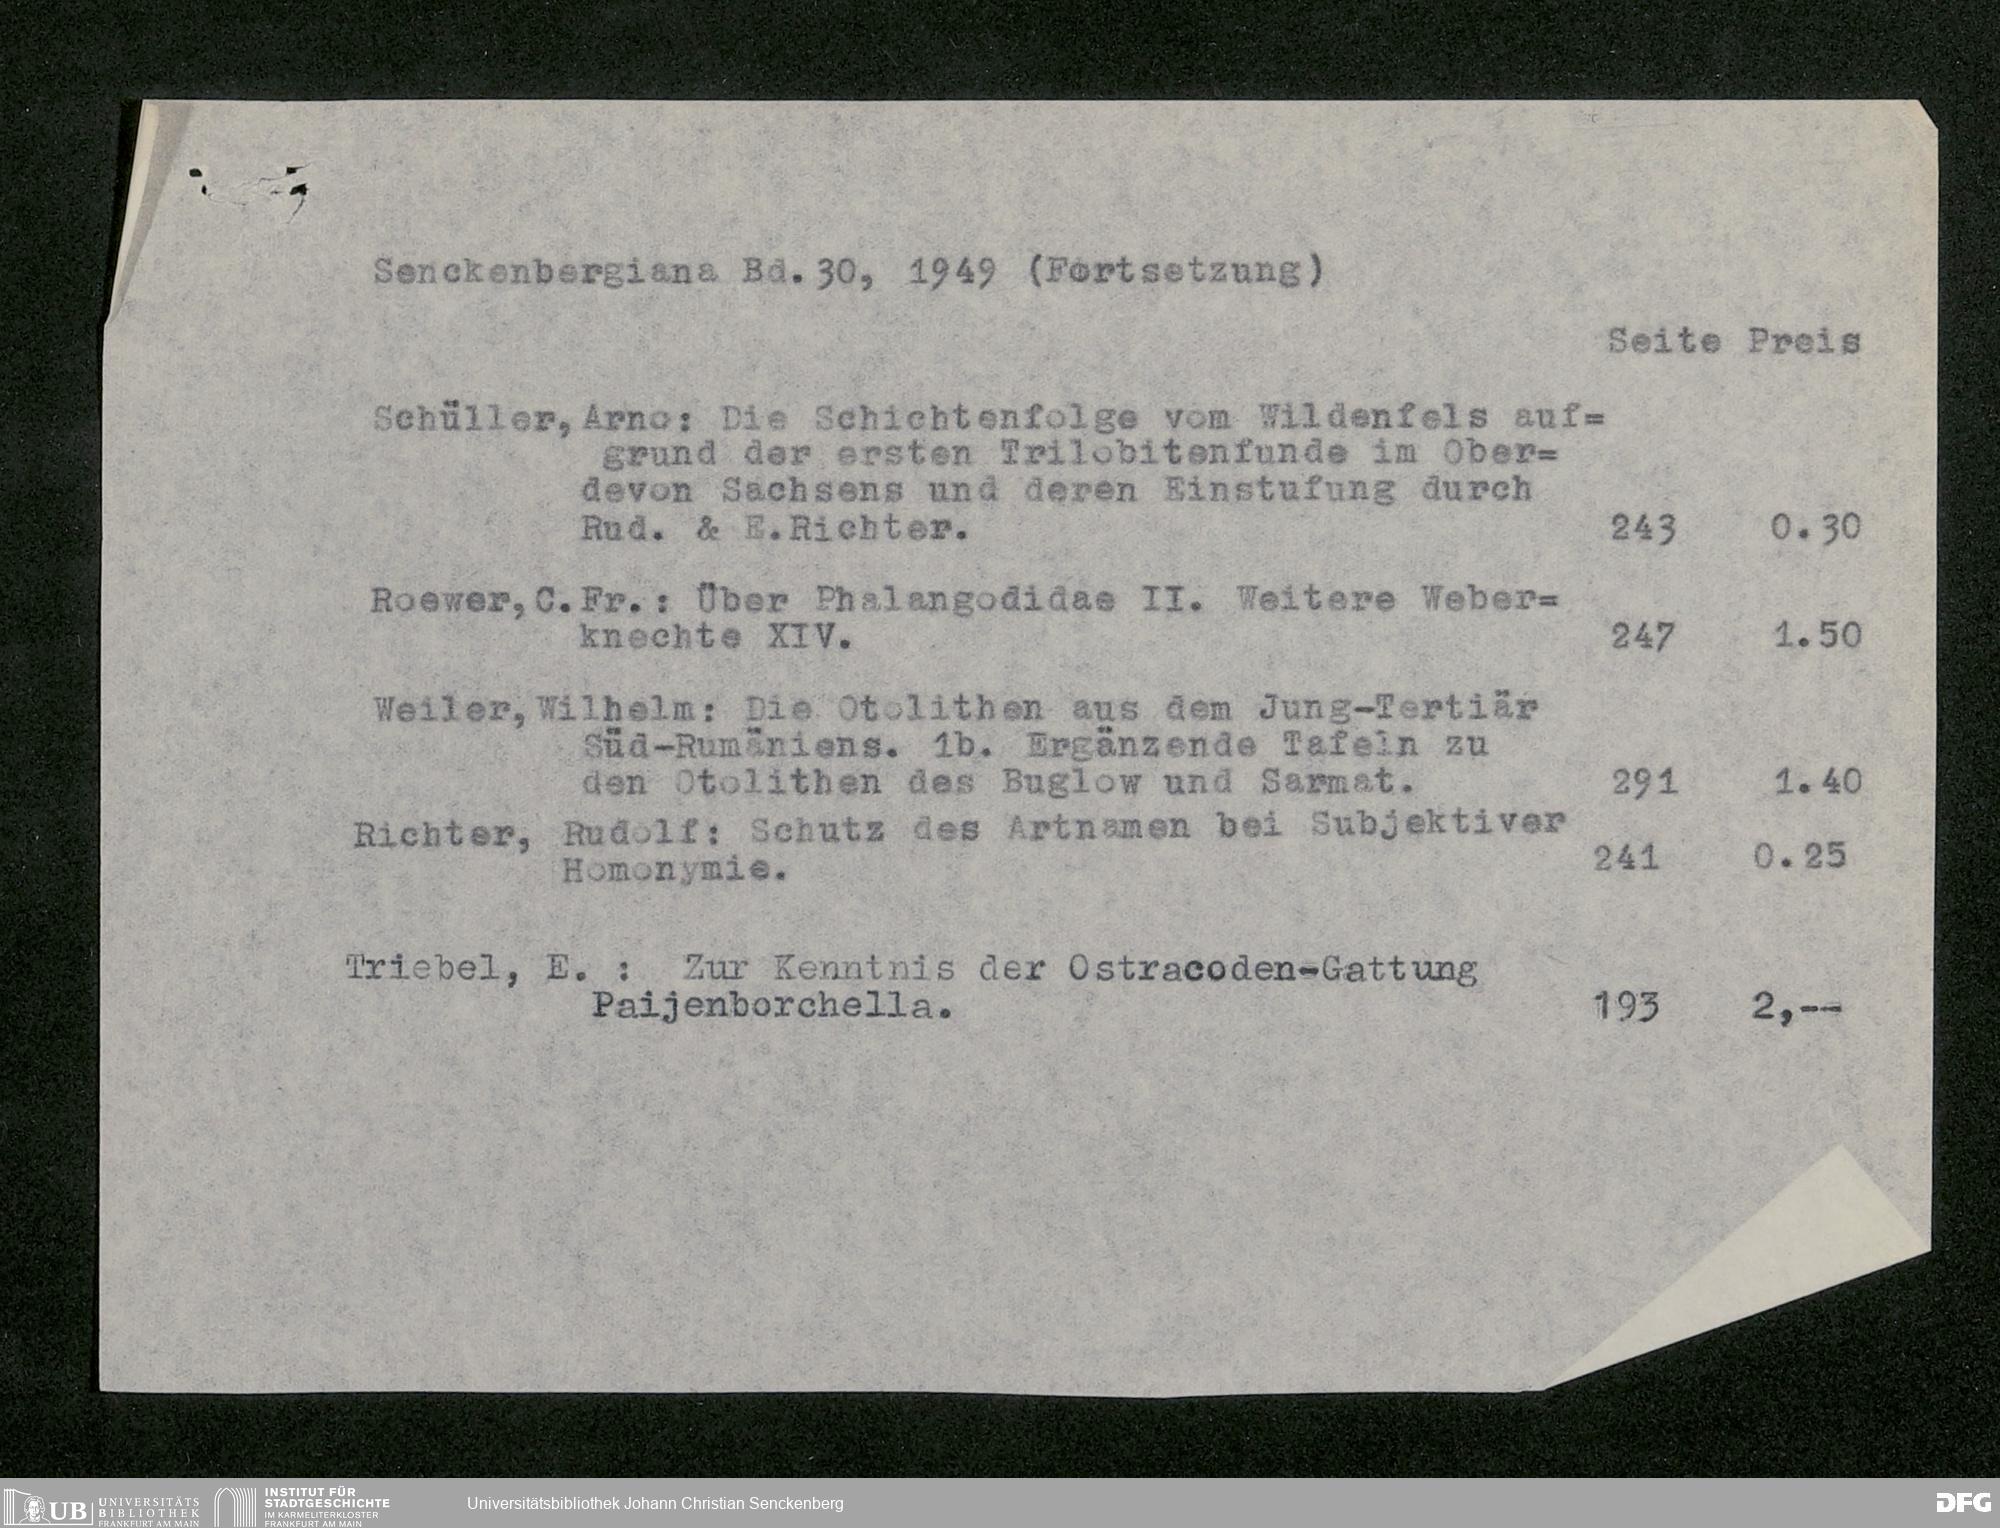 Senckenbergiana Bd.30, 1949 (Fortsetzung)
Seite Preis
Schüller, Arno: Die Schichtenfolge vom Wildenfels auf=
grund der ersten Trilobitenfunde im Ober=
devon Sachsens und deren Einstufung durch
Rud. & E.Richter. 243 0.30
Roewer, C.Fr.: Über Phalangodidae II. Weitere Weber=
knechte XIV. 247 1.50
Weiler, Wilhelm: Die Otolithen aus dem Jung-Tertiär
Süd-Rumäniens. 1b. Ergänzende Tafeln zu
den Otolithen des Buglow und Sarmat. 291 1.40
Richter, Rudolf: Schutz des Artnamen bei Subjektiver
Homonymie. 241 0.25
Triebel, E. : Zur Kenntnis der Ostracoden-Gattung
Paijenborchella. 193 2,--
UB UNIVERSITÄTS
BIBLIOTHEK
FRANKFURT AM MAIN
INSTITUT FÜR
STADTGESCHICHTE
IM KARMELITERKLOSTER
FRANKFURT AM MAIN
Universitätsbibliothek Johann Christian Senckenberg
DFG